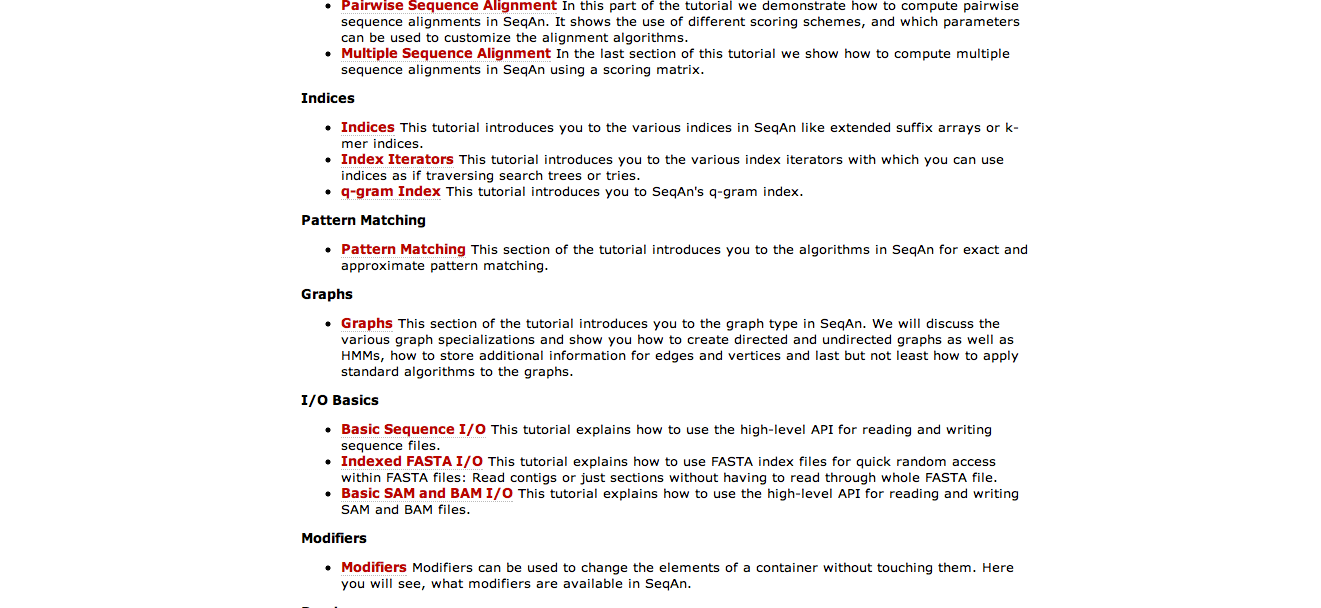 Pairwise Sequence Alignment In this part of the tutorial we demonstrate how to compute pairwise
sequence alignments in SeqAn. It shows the use of different scoring schemes, and which parameters
can be used to customize the alignment algorithms.
Multiple Sequence Alignment In the last section of this tutorial we show how to compute multiple
sequence alignments in SeqAn using a scoring matrix.
Indices
Indices This tutorial introduces you to the various indices in SeqAn like extended suffix arrays or k-
mer indices.
Index Iterators This tutorial introduces you to the various index iterators with which you can use
indices as if traversing search trees or tries.
q-gram Index This tutorial introduces you to SeqAn's q-gram index.
Pattern Matching
Pattern Matching This section of the tutorial introduces you to the algorithms in SeqAn for exact and
approximate pattern matching.
Graphs
Graphs This section of the tutorial introduces you to the graph type in SeqAn. We will discuss the
various graph specializations and show you how to create directed and undirected graphs as well as
HMMs, how to store additional information for edges and vertices and last but not least how to apply
standard algorithms to the graphs.
I/O Basics
Basic Sequence I/O This tutorial explains how to use the high-level API for reading and writing
sequence files.
Indexed FASTA I/O This tutorial explains how to use FASTA index files for quick random access
within FASTA files: Read contigs or just sections without having to read through whole FASTA file.
Basic SAM and BAM I/O This tutorial explains how to use the high-level API for reading and writing
SAM and BAM files.
Modifiers
Modifiers Modifiers can be used to change the elements of a container without touching them. Here
you will see, what modifiers are available in SeqAn.